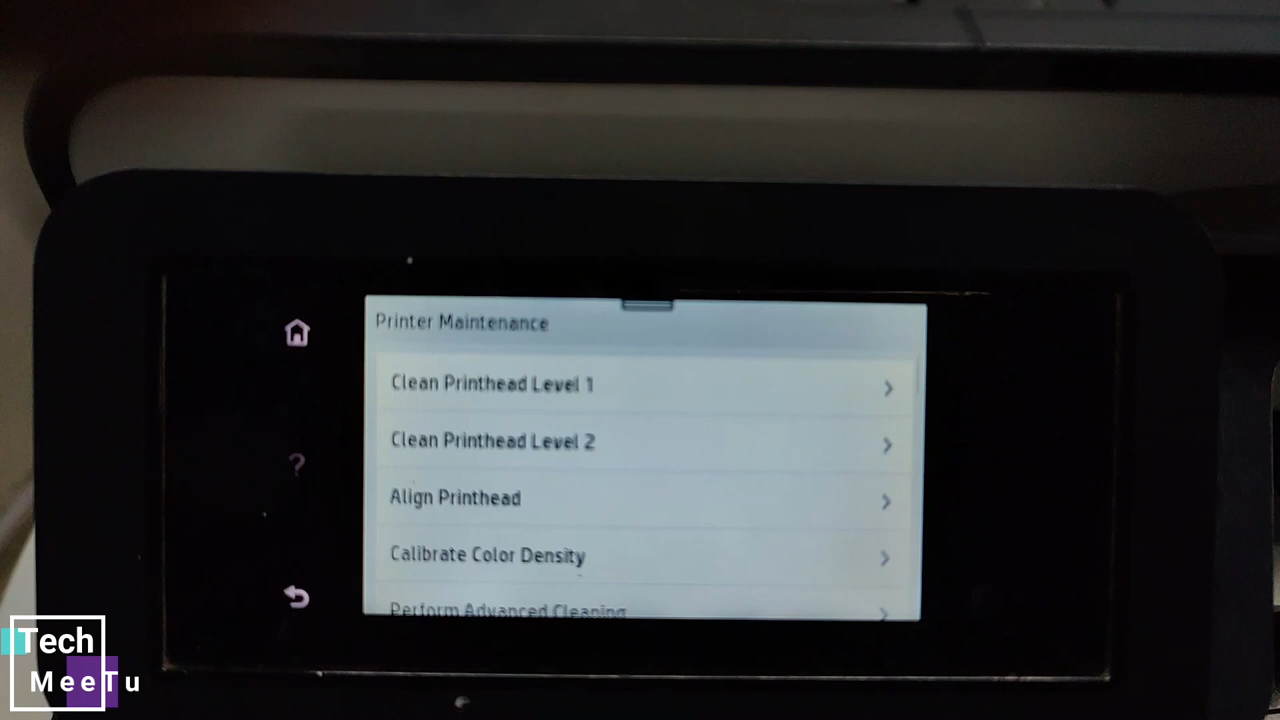 Printer Maintenance
Clean Printhead Level 1
Clean Printhead Level 2
Align Printhead
Calibrate Color Density
Perform Advanced Cleaning
Tech
MeeTu